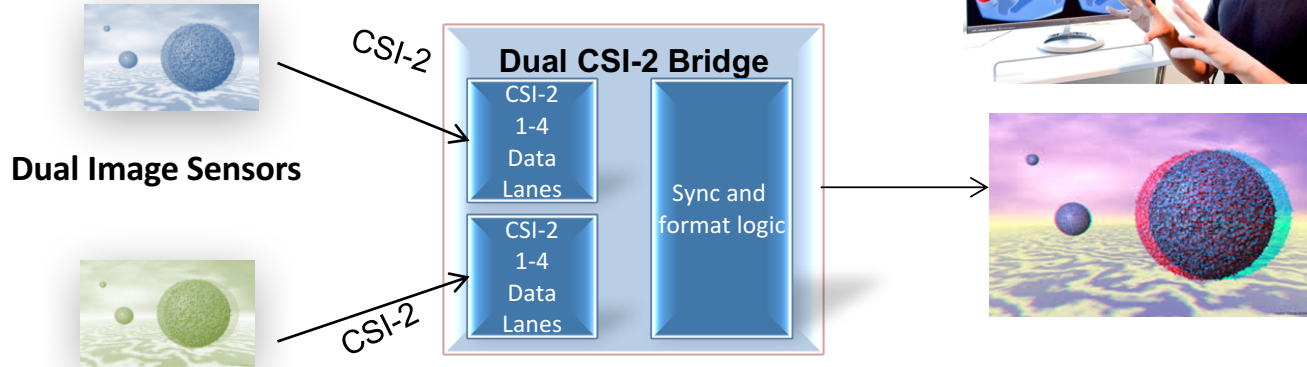 CSI-2
Dual Image Sensors
CSI-2
Dual CSI-2 Bridge
CSI-2
1-4
Data
Lanes
CSI-2
1-4
Data
Lanes
Sync and
format logic